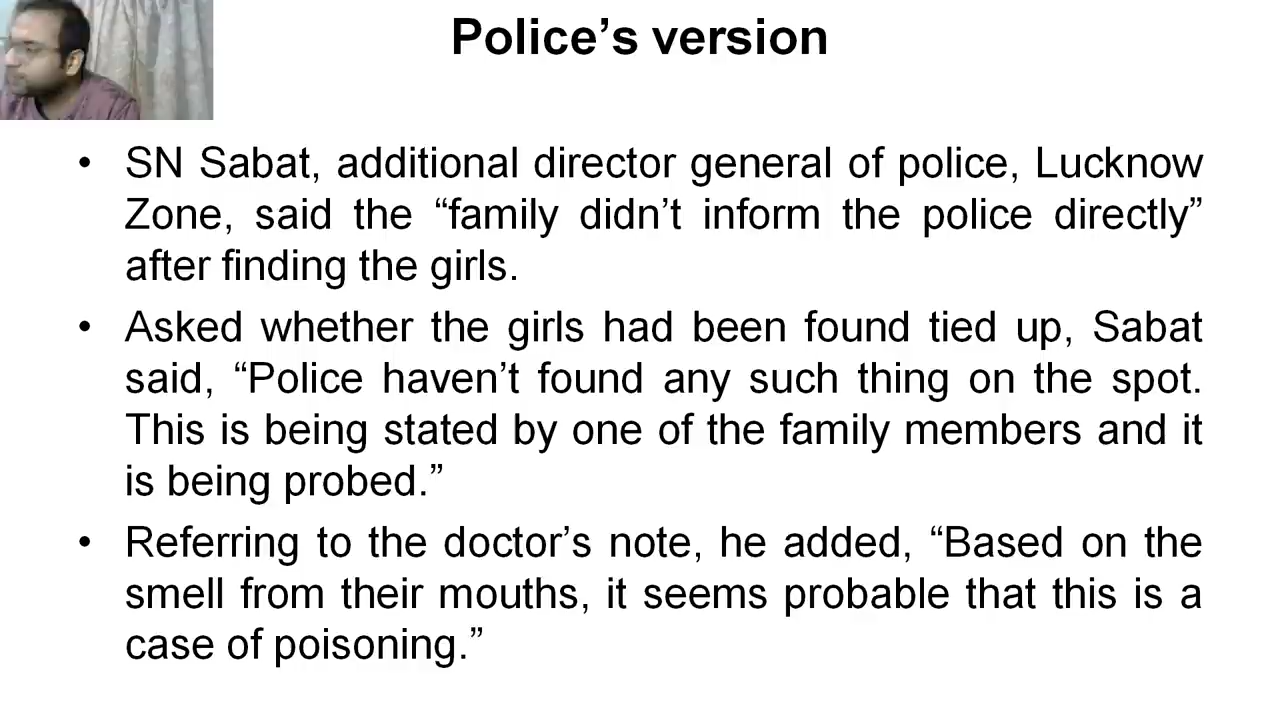 Police’s version
• SN Sabat, additional director general of police, Lucknow
Zone, said the “family didn’t inform the police directly”
after finding the girls.
• Asked whether the girls had been found tied up, Sabat
said, “Police haven’t found any such thing on the spot.
This is being stated by one of the family members and it
is being probed.”
• Referring to the doctor’s note, he added, “Based on the
smell from their mouths, it seems probable that this is a
case of poisoning.”